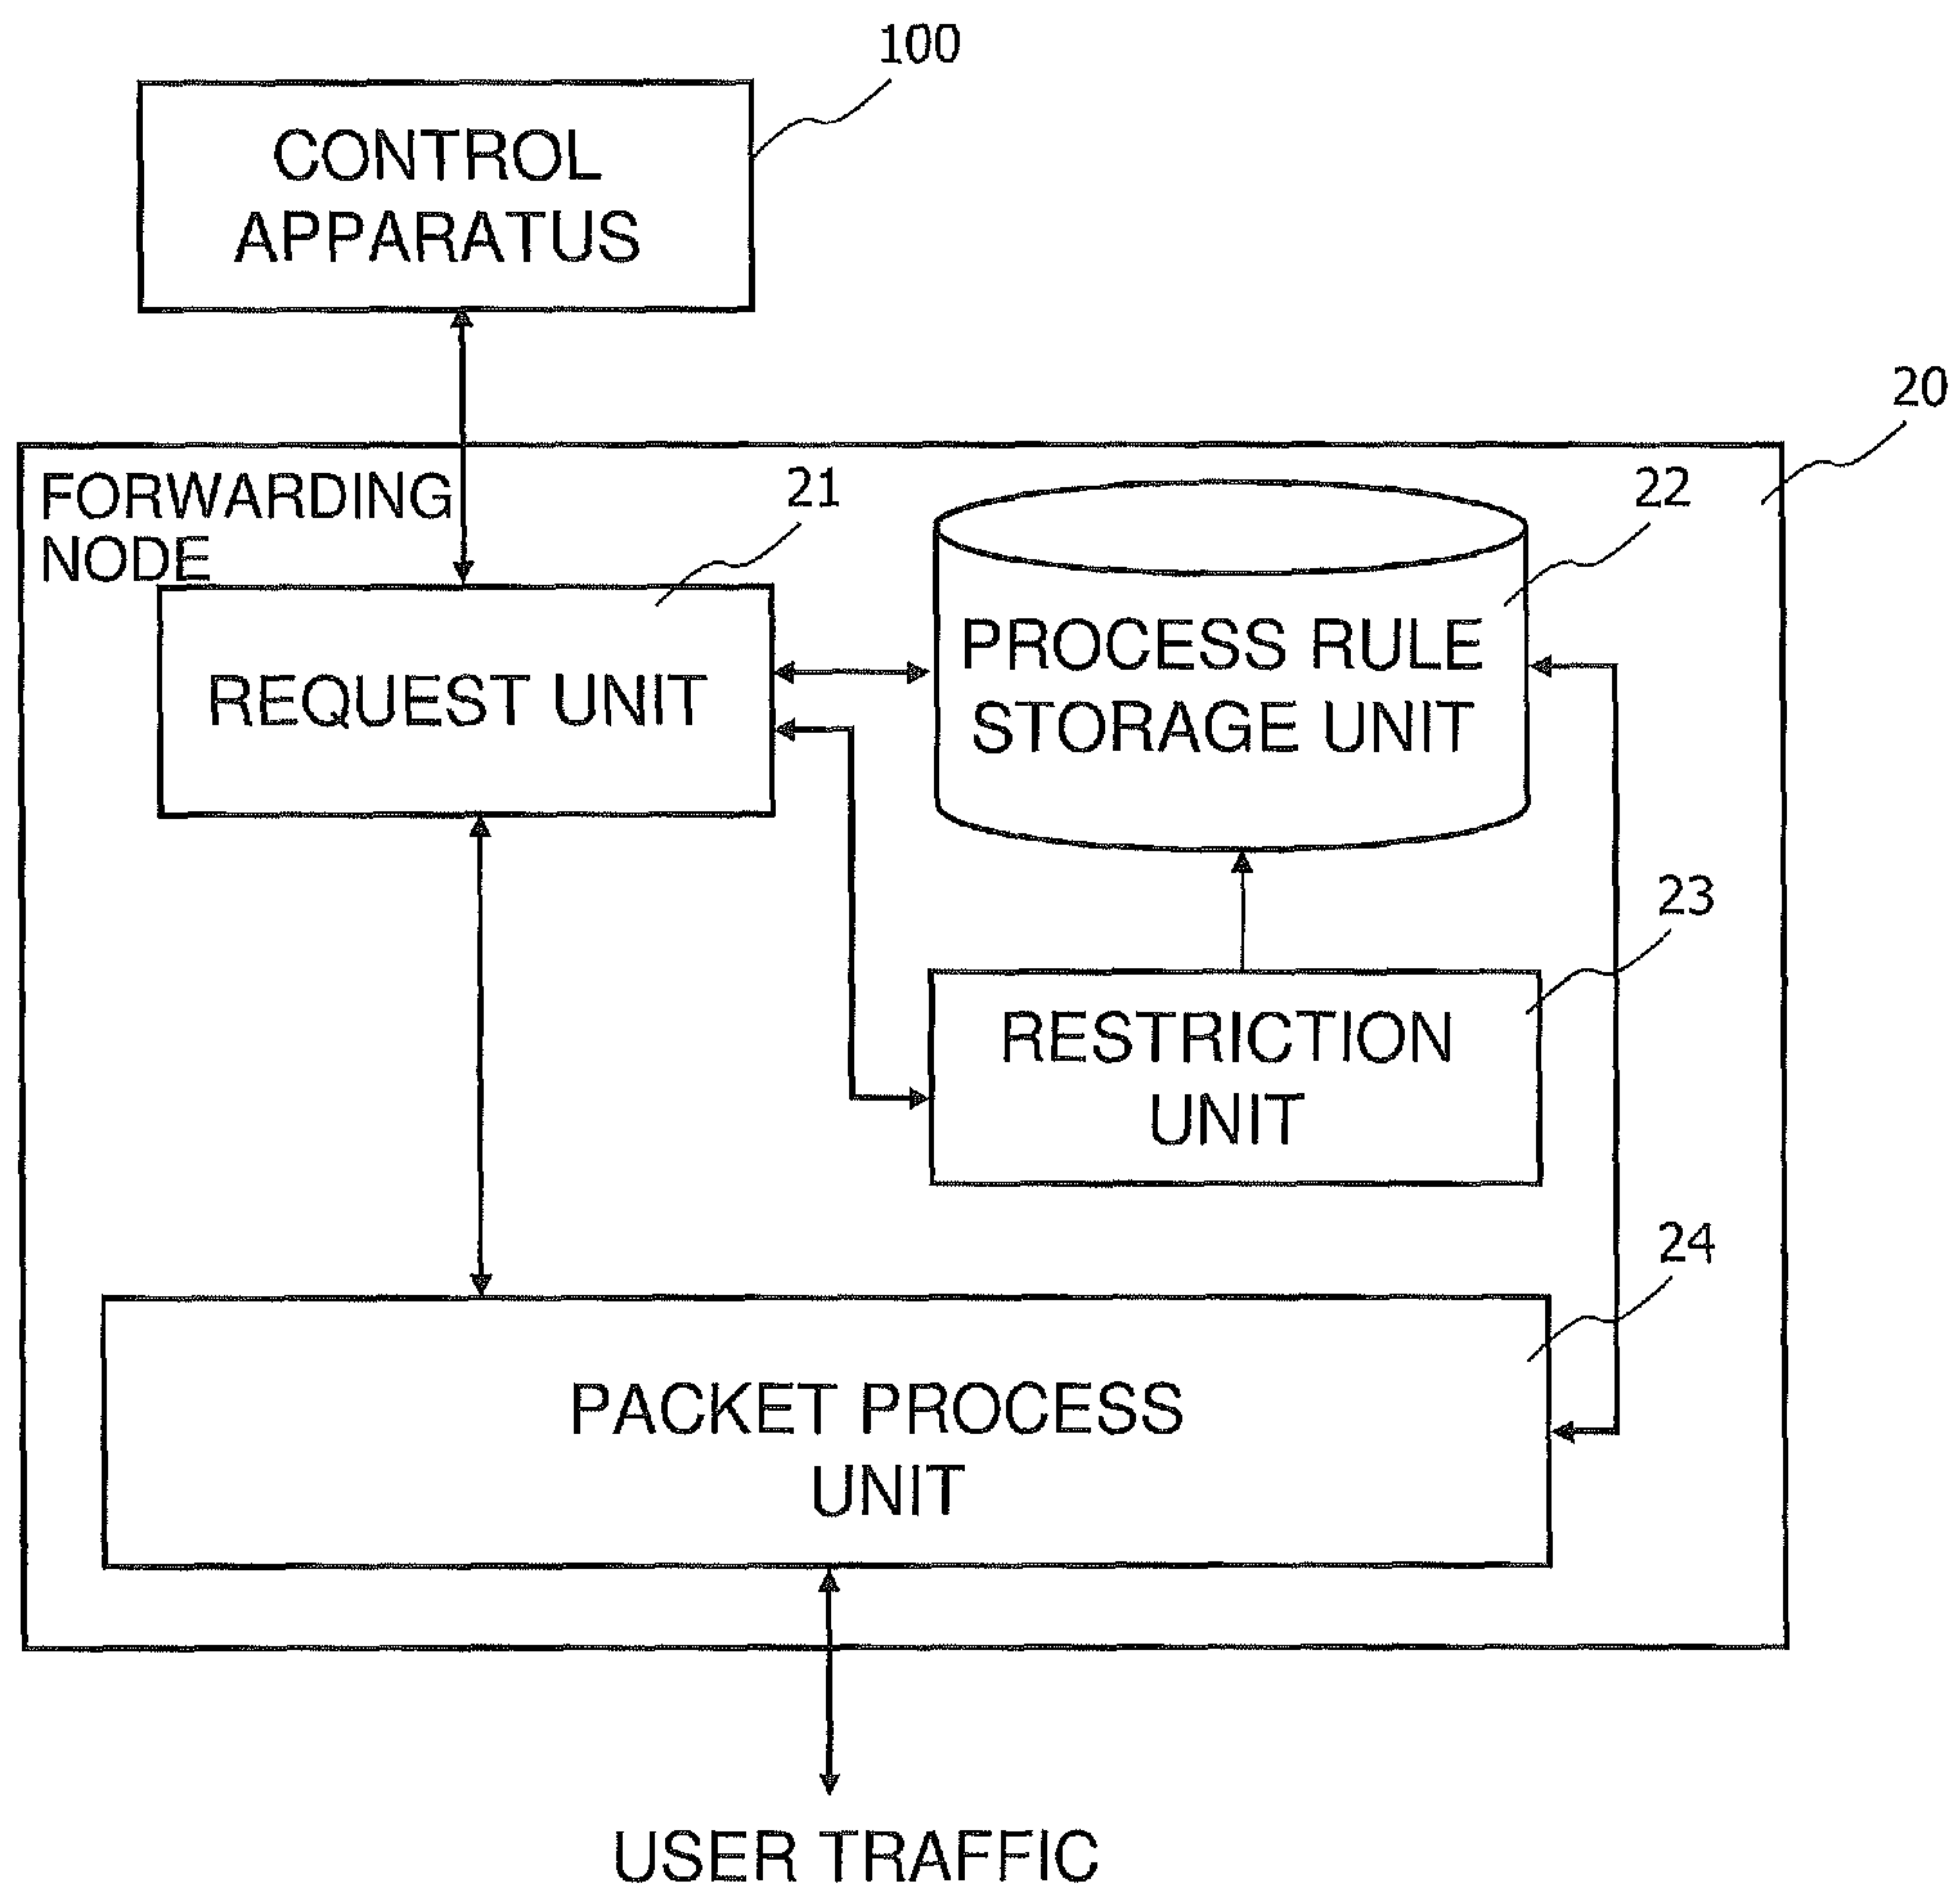 100
CONTROL
APPARATUS
20
FORWARDING
NODE
21
22
REQUEST UNIT
PROCESS RULE
STORAGE UNIT
23
RESTRICTION
UNIT
24
PACKET PROCESS
UNIT
USER TRAFFIC